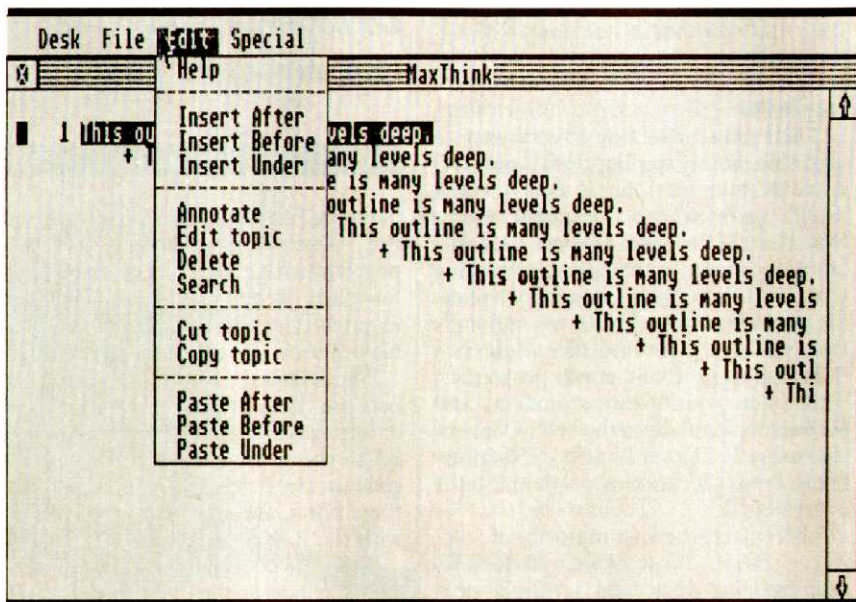 Desk File Edit Special
MaxThink
Help
Insert After
Insert Before
Insert Under
Annotate
Edit topic
Delete
Search
Cut topic
Copy topic
Paste After
Paste Before
Paste Under
1 This ou vels deep.
+ T any levels deep.
e is many levels deep.
outline is many levels deep.
This outline is many levels deep.
+ This outline is many levels deep.
+ This outline is many levels deep.
+ This outline is many levels
+ This outline is many
+ This outline is
+ This outl
+ Thi